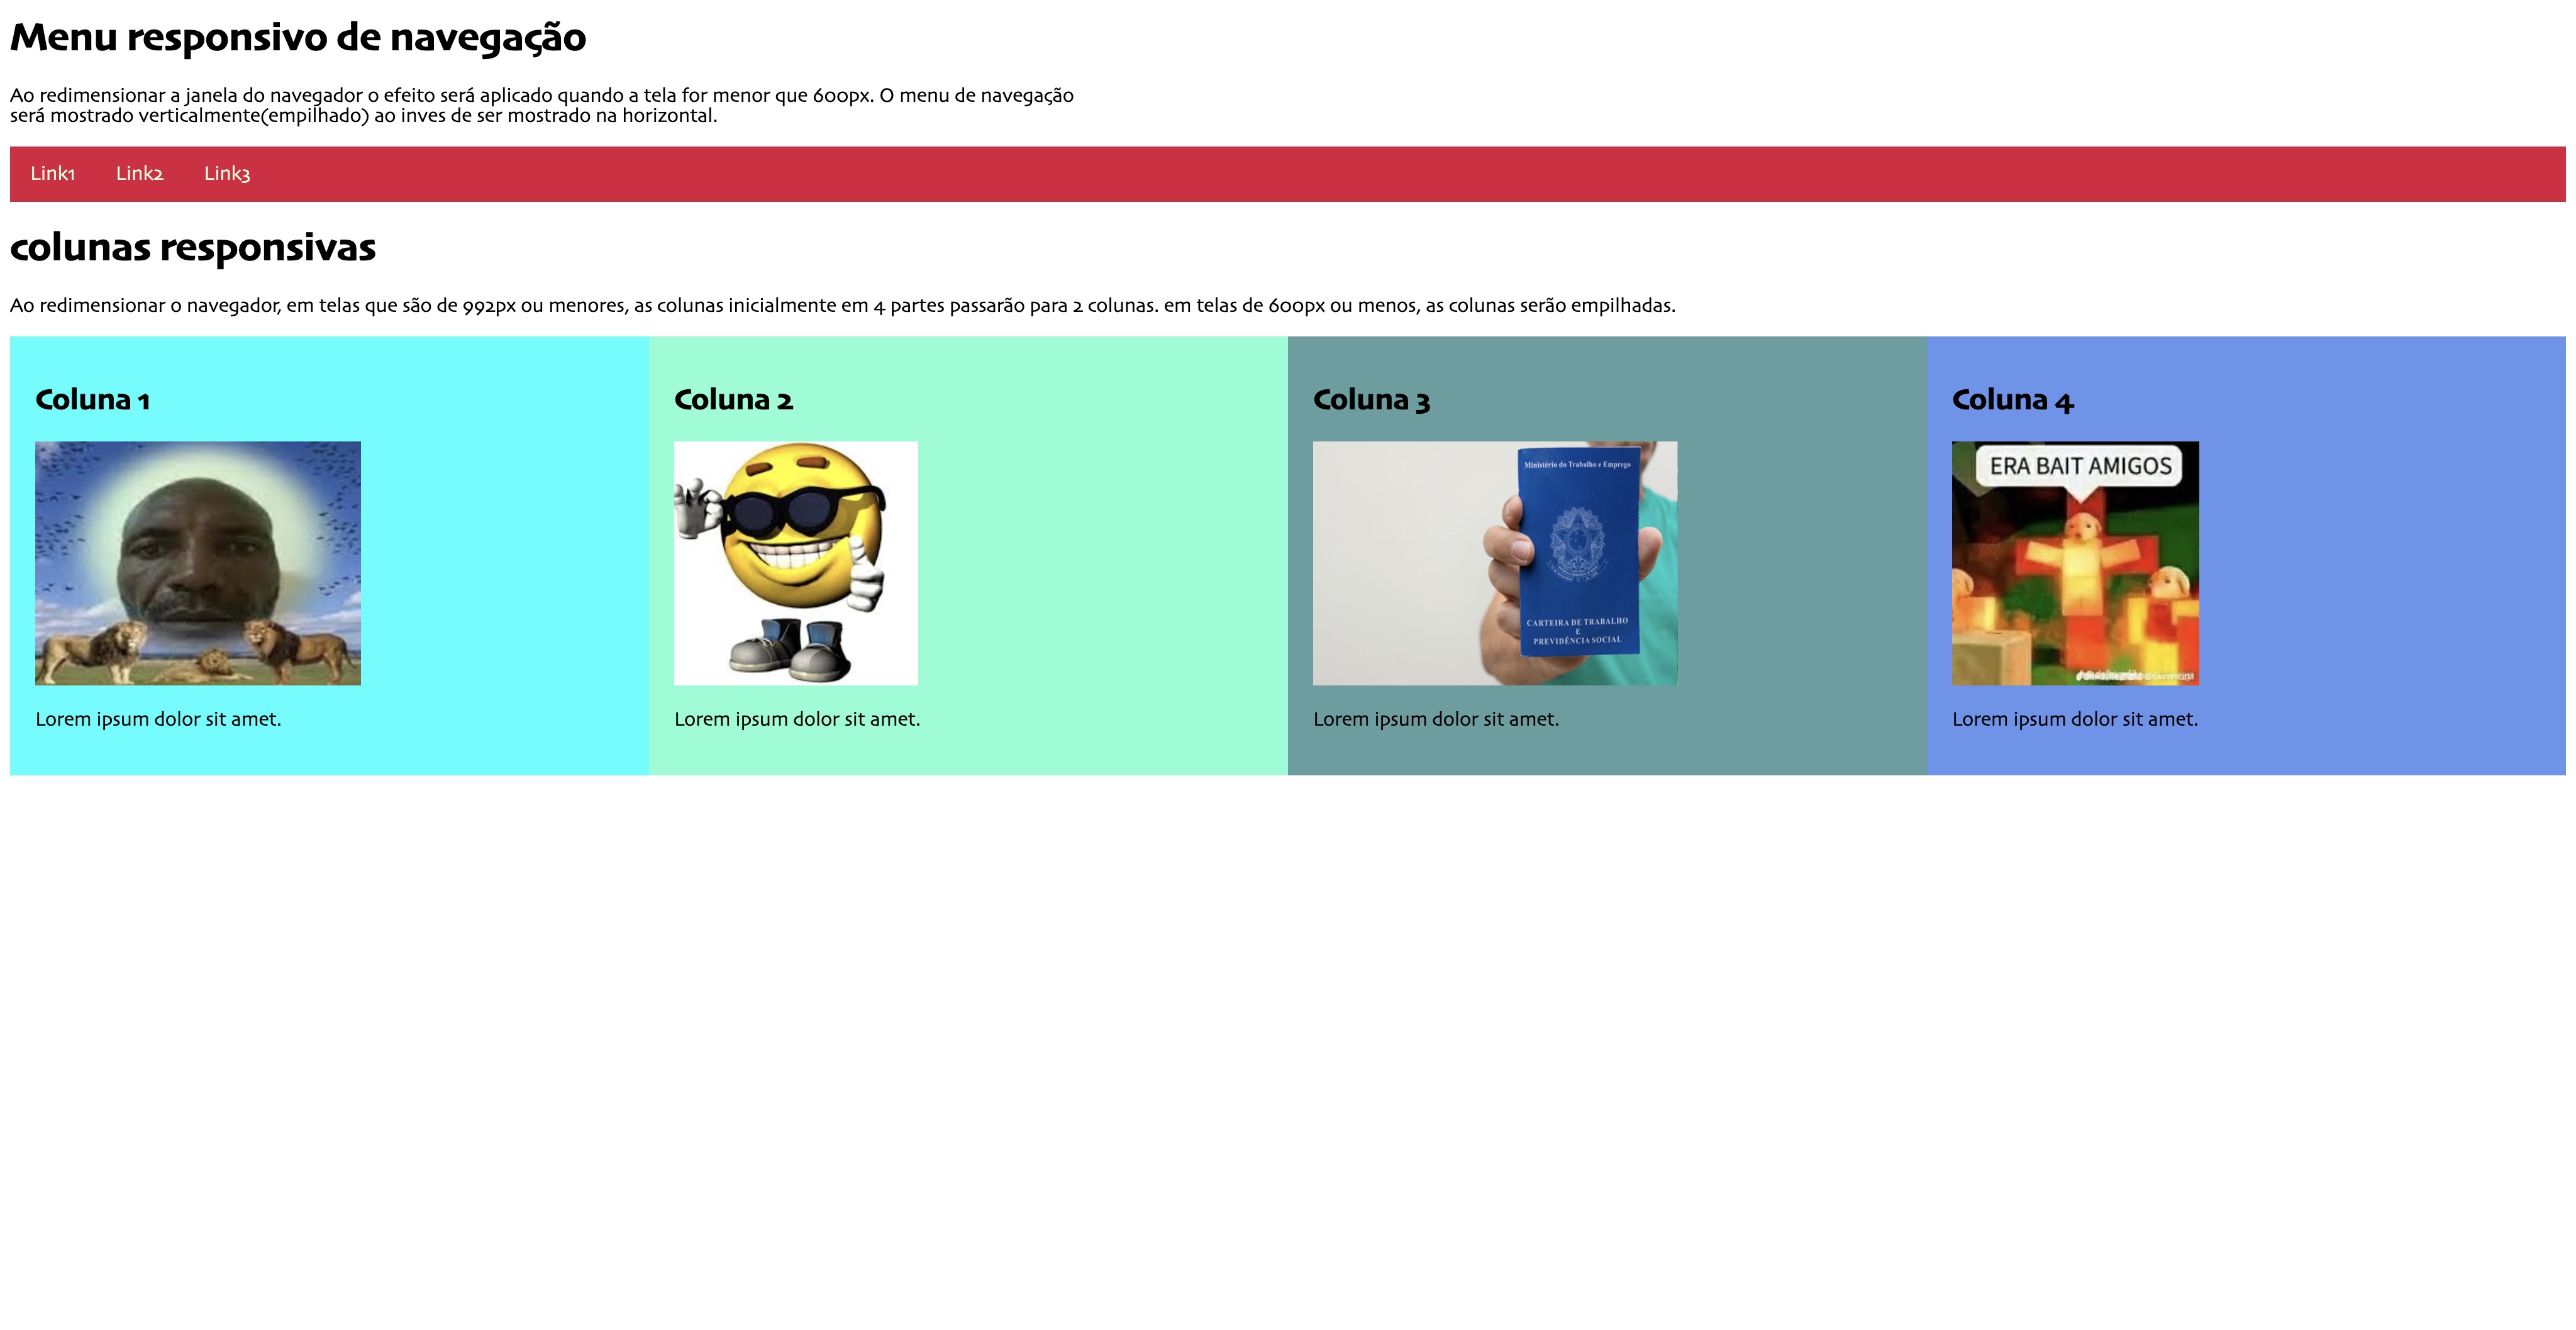 Menu responsivo de navegação
Ao redimensionar a janela do navegador o efeito será aplicado quando a tela for menor que 600px. O menu de navegação
será mostrado verticalmente(empilhado) ao inves de ser mostrado na horizontal.
Link1 Link2 Link3
colunas responsivas
Ao redimensionar o navegador, em telas que são de 992px ou menores, as colunas inicialmente em 4 partes passarão para 2 colunas. em telas de 600px ou menos, as colunas serão empilhadas.
Coluna 1
Lorem ipsum dolor sit amet.
Coluna 2
Lorem ipsum dolor sit amet.
Coluna 3
Ministério do Trabalho e Emprego
CARTEIRA DE TRABALHO
E
PREVIDÊNCIA SOCIAL
Lorem ipsum dolor sit amet.
Coluna 4
ERA BAIT AMIGOS
Lorem ipsum dolor sit amet.